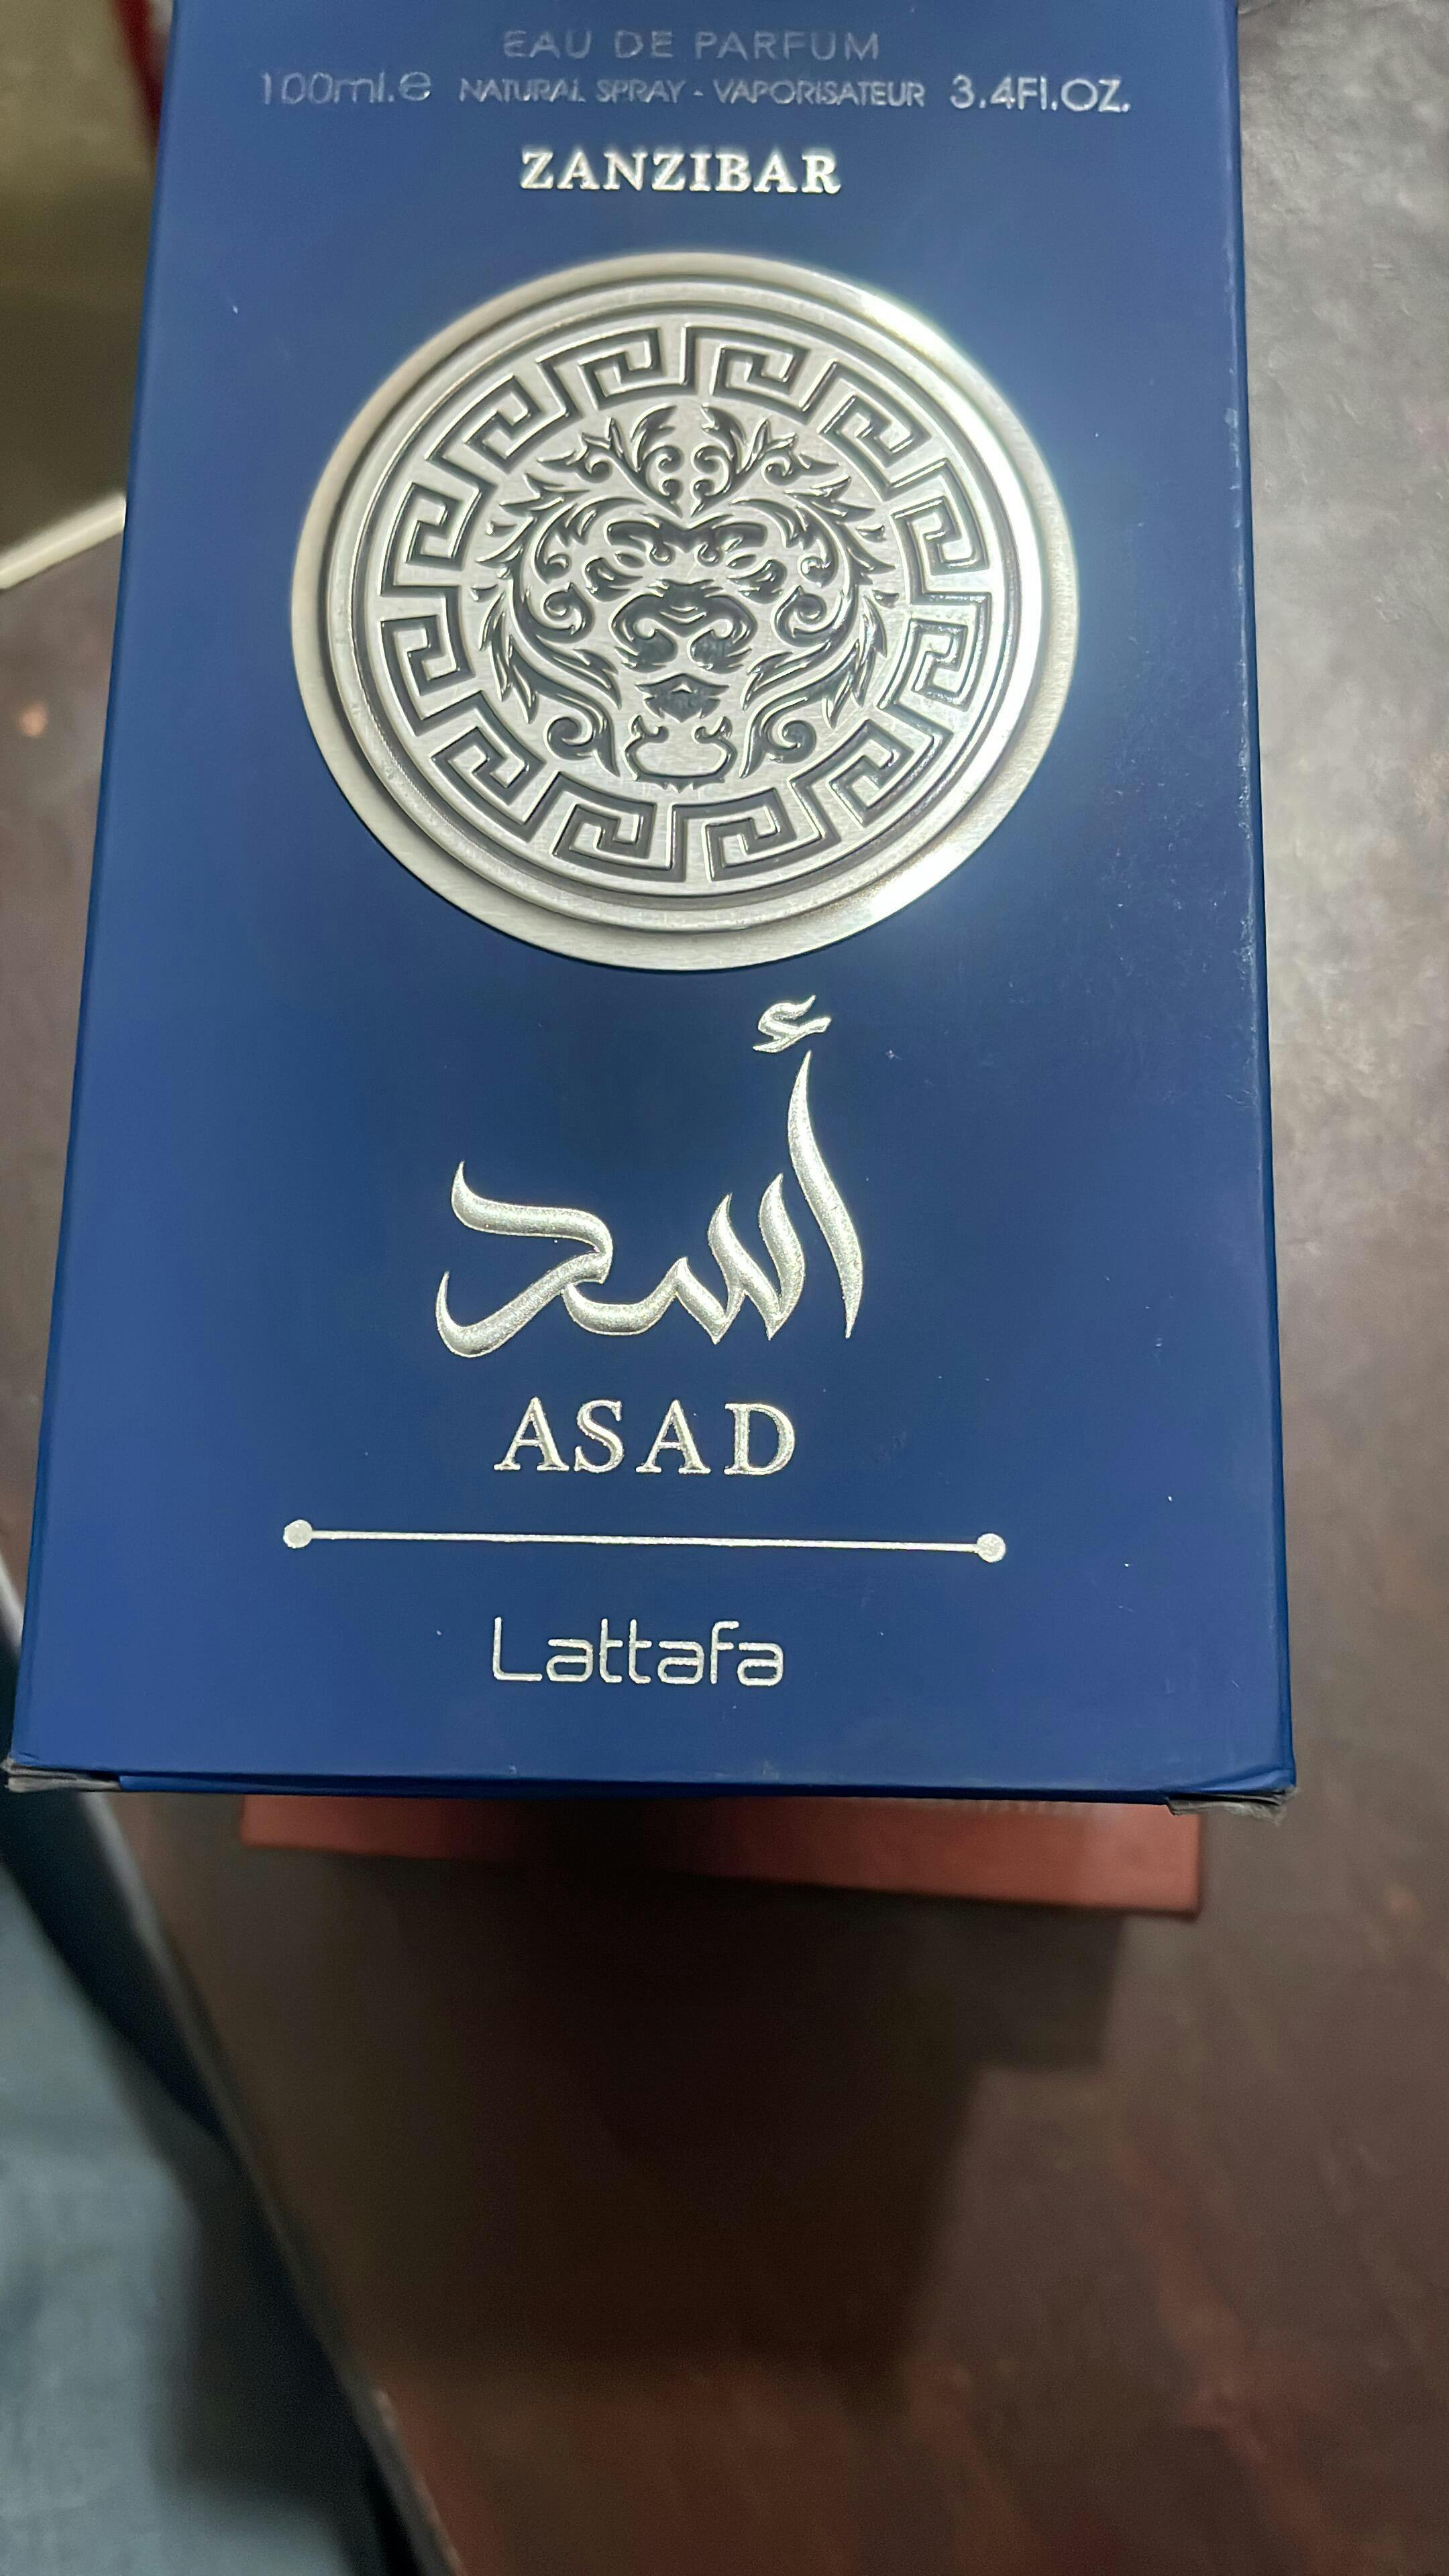 EAU DE PARFUM
100ml.e NATURAL SPRAY - VAPORISATEUR 3.4Fl.OZ.
ZANZIBAR
أسد
ASAD
Lattafa